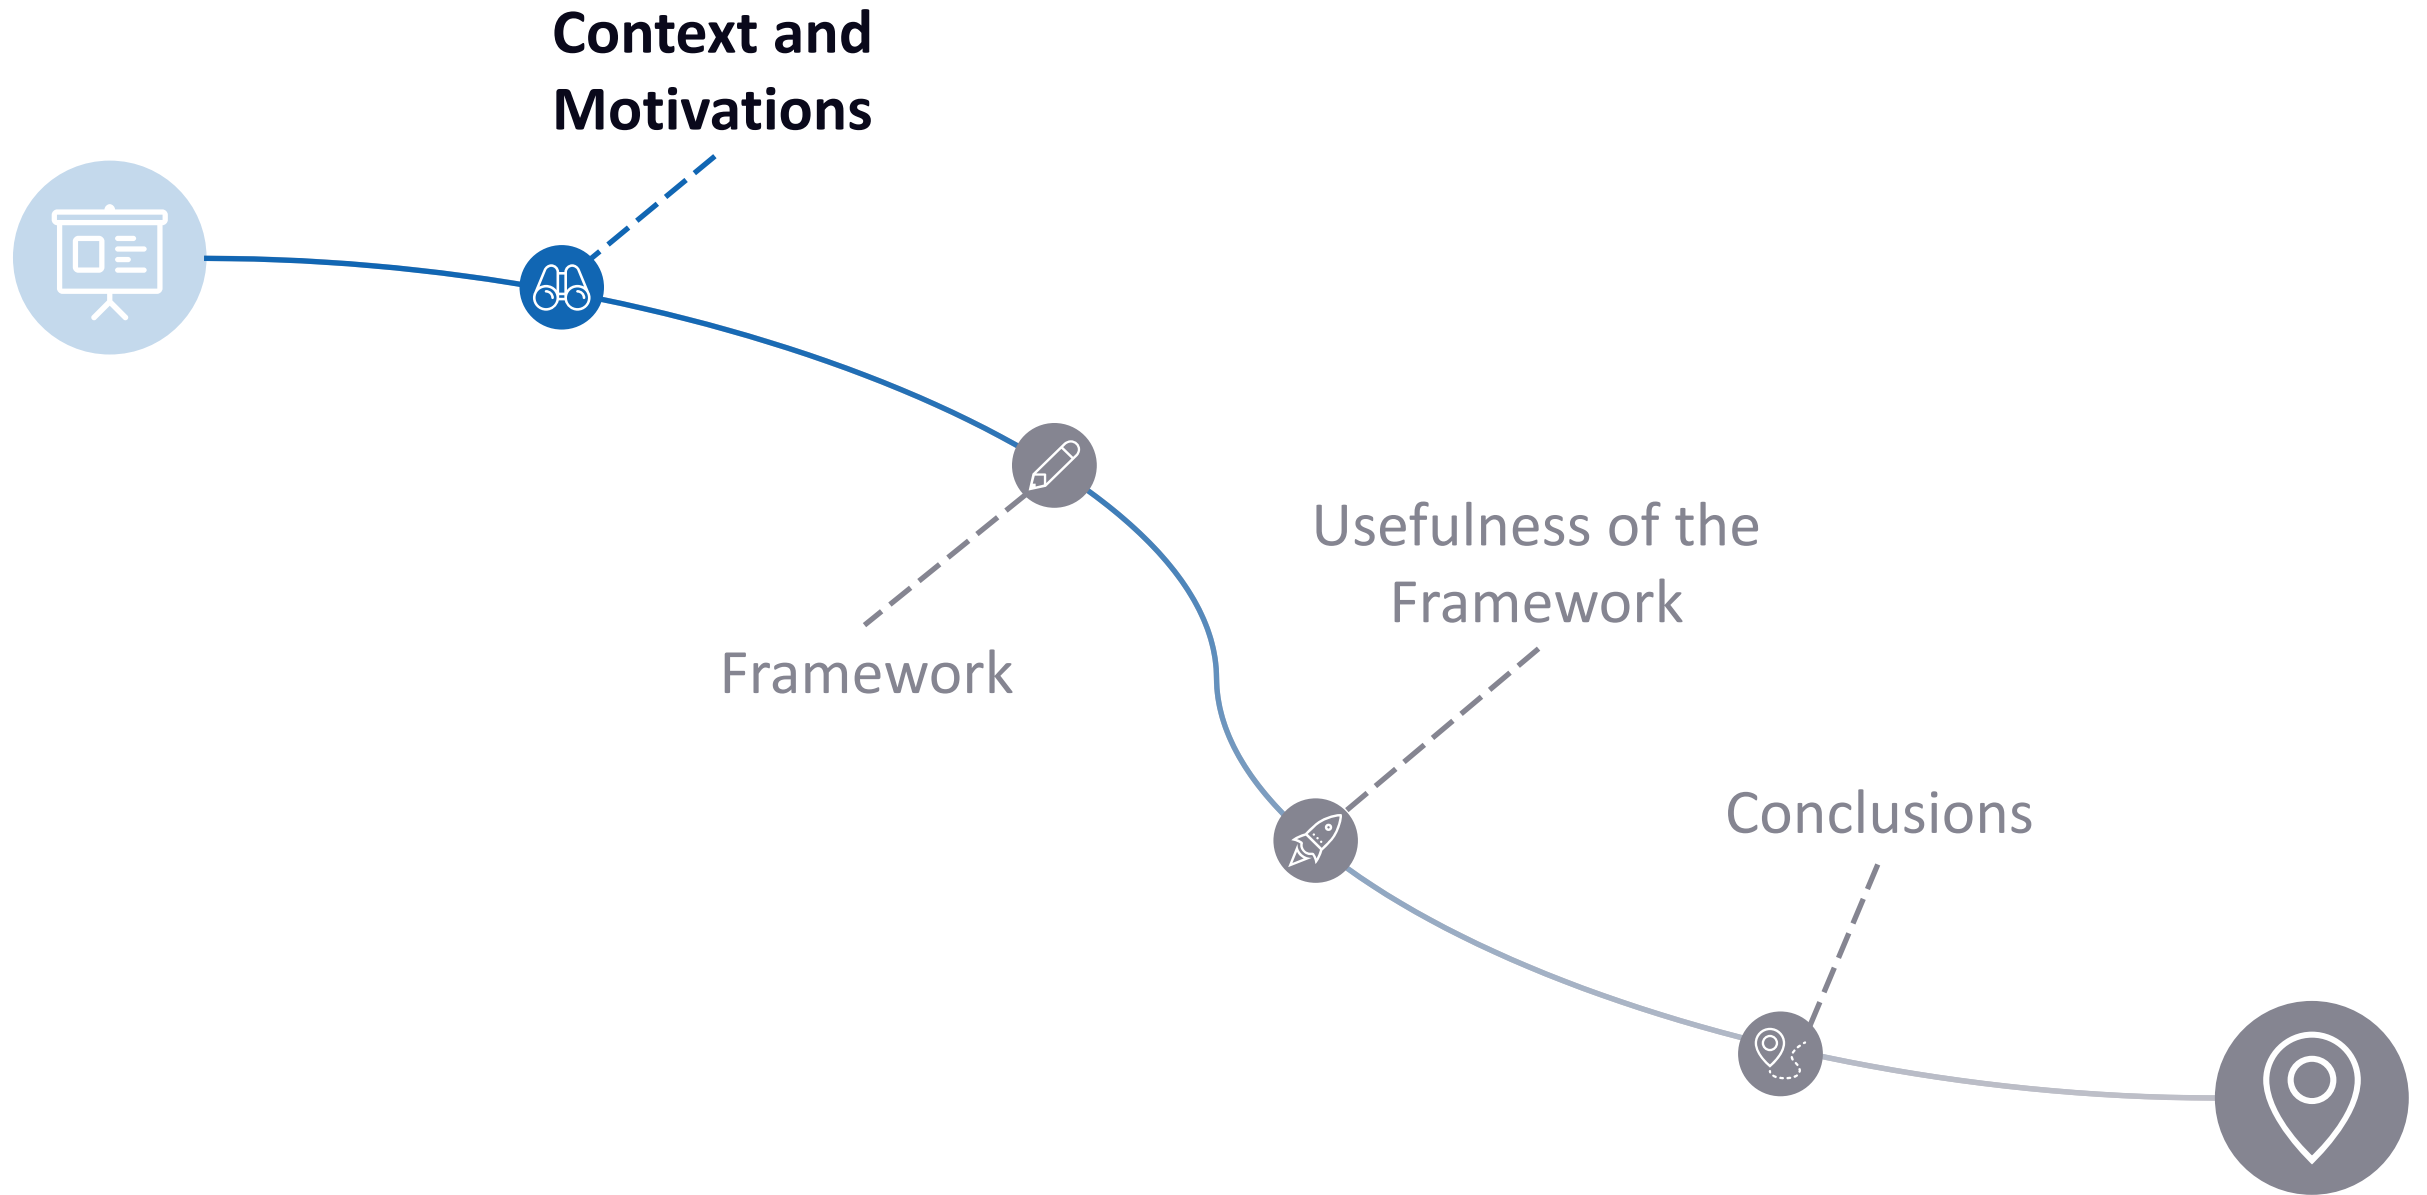 Context and
Motivations
Framework
Usefulness of the
Framework
Conclusions